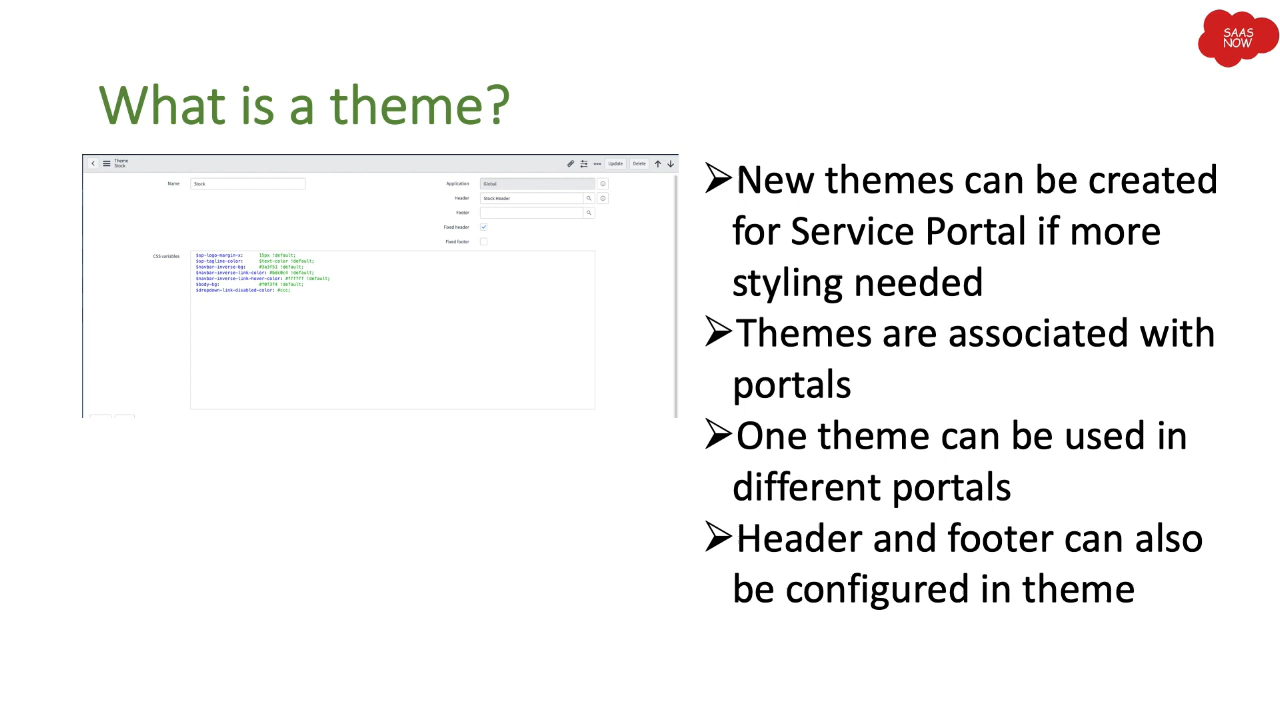 SAAS
NOW
What is a theme?
Theme
Stock
Update
Delete
Name
Stock
Application
Global
Header
Stock Header
Footer
Fixed header
Fixed footer
CSS variables
$sp-logo-margin-x: 15px !default;
$sp-tagline-color: $text-color !default;
$navbar-inverse-bg: !default;
$navbar-inverse-link-color: !default;
$navbar-inverse-link-hover-color: #ffffff !default;
$body-bg: !default;
$dropdown-link-disabled-color:
➢New themes can be created
for Service Portal if more
styling needed
➢Themes are associated with
portals
➢One theme can be used in
different portals
➢Header and footer can also
be configured in theme